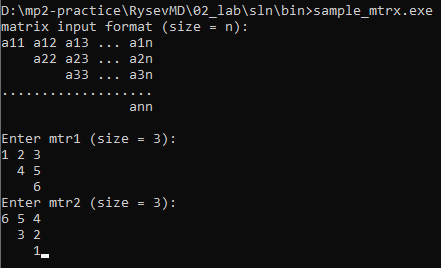 D:\mp2-practice\RysevMD\02_lab\sln\bin>sample_mtrx.exe
matrix input format (size = n):
a11 a12 a13 ... a1n
    a22 a23 ... a2n
        a33 ... a3n
...................
                ann

Enter mtr1 (size = 3):
1 2 3
  4 5
    6
Enter mtr2 (size = 3):
6 5 4
  3 2
    1